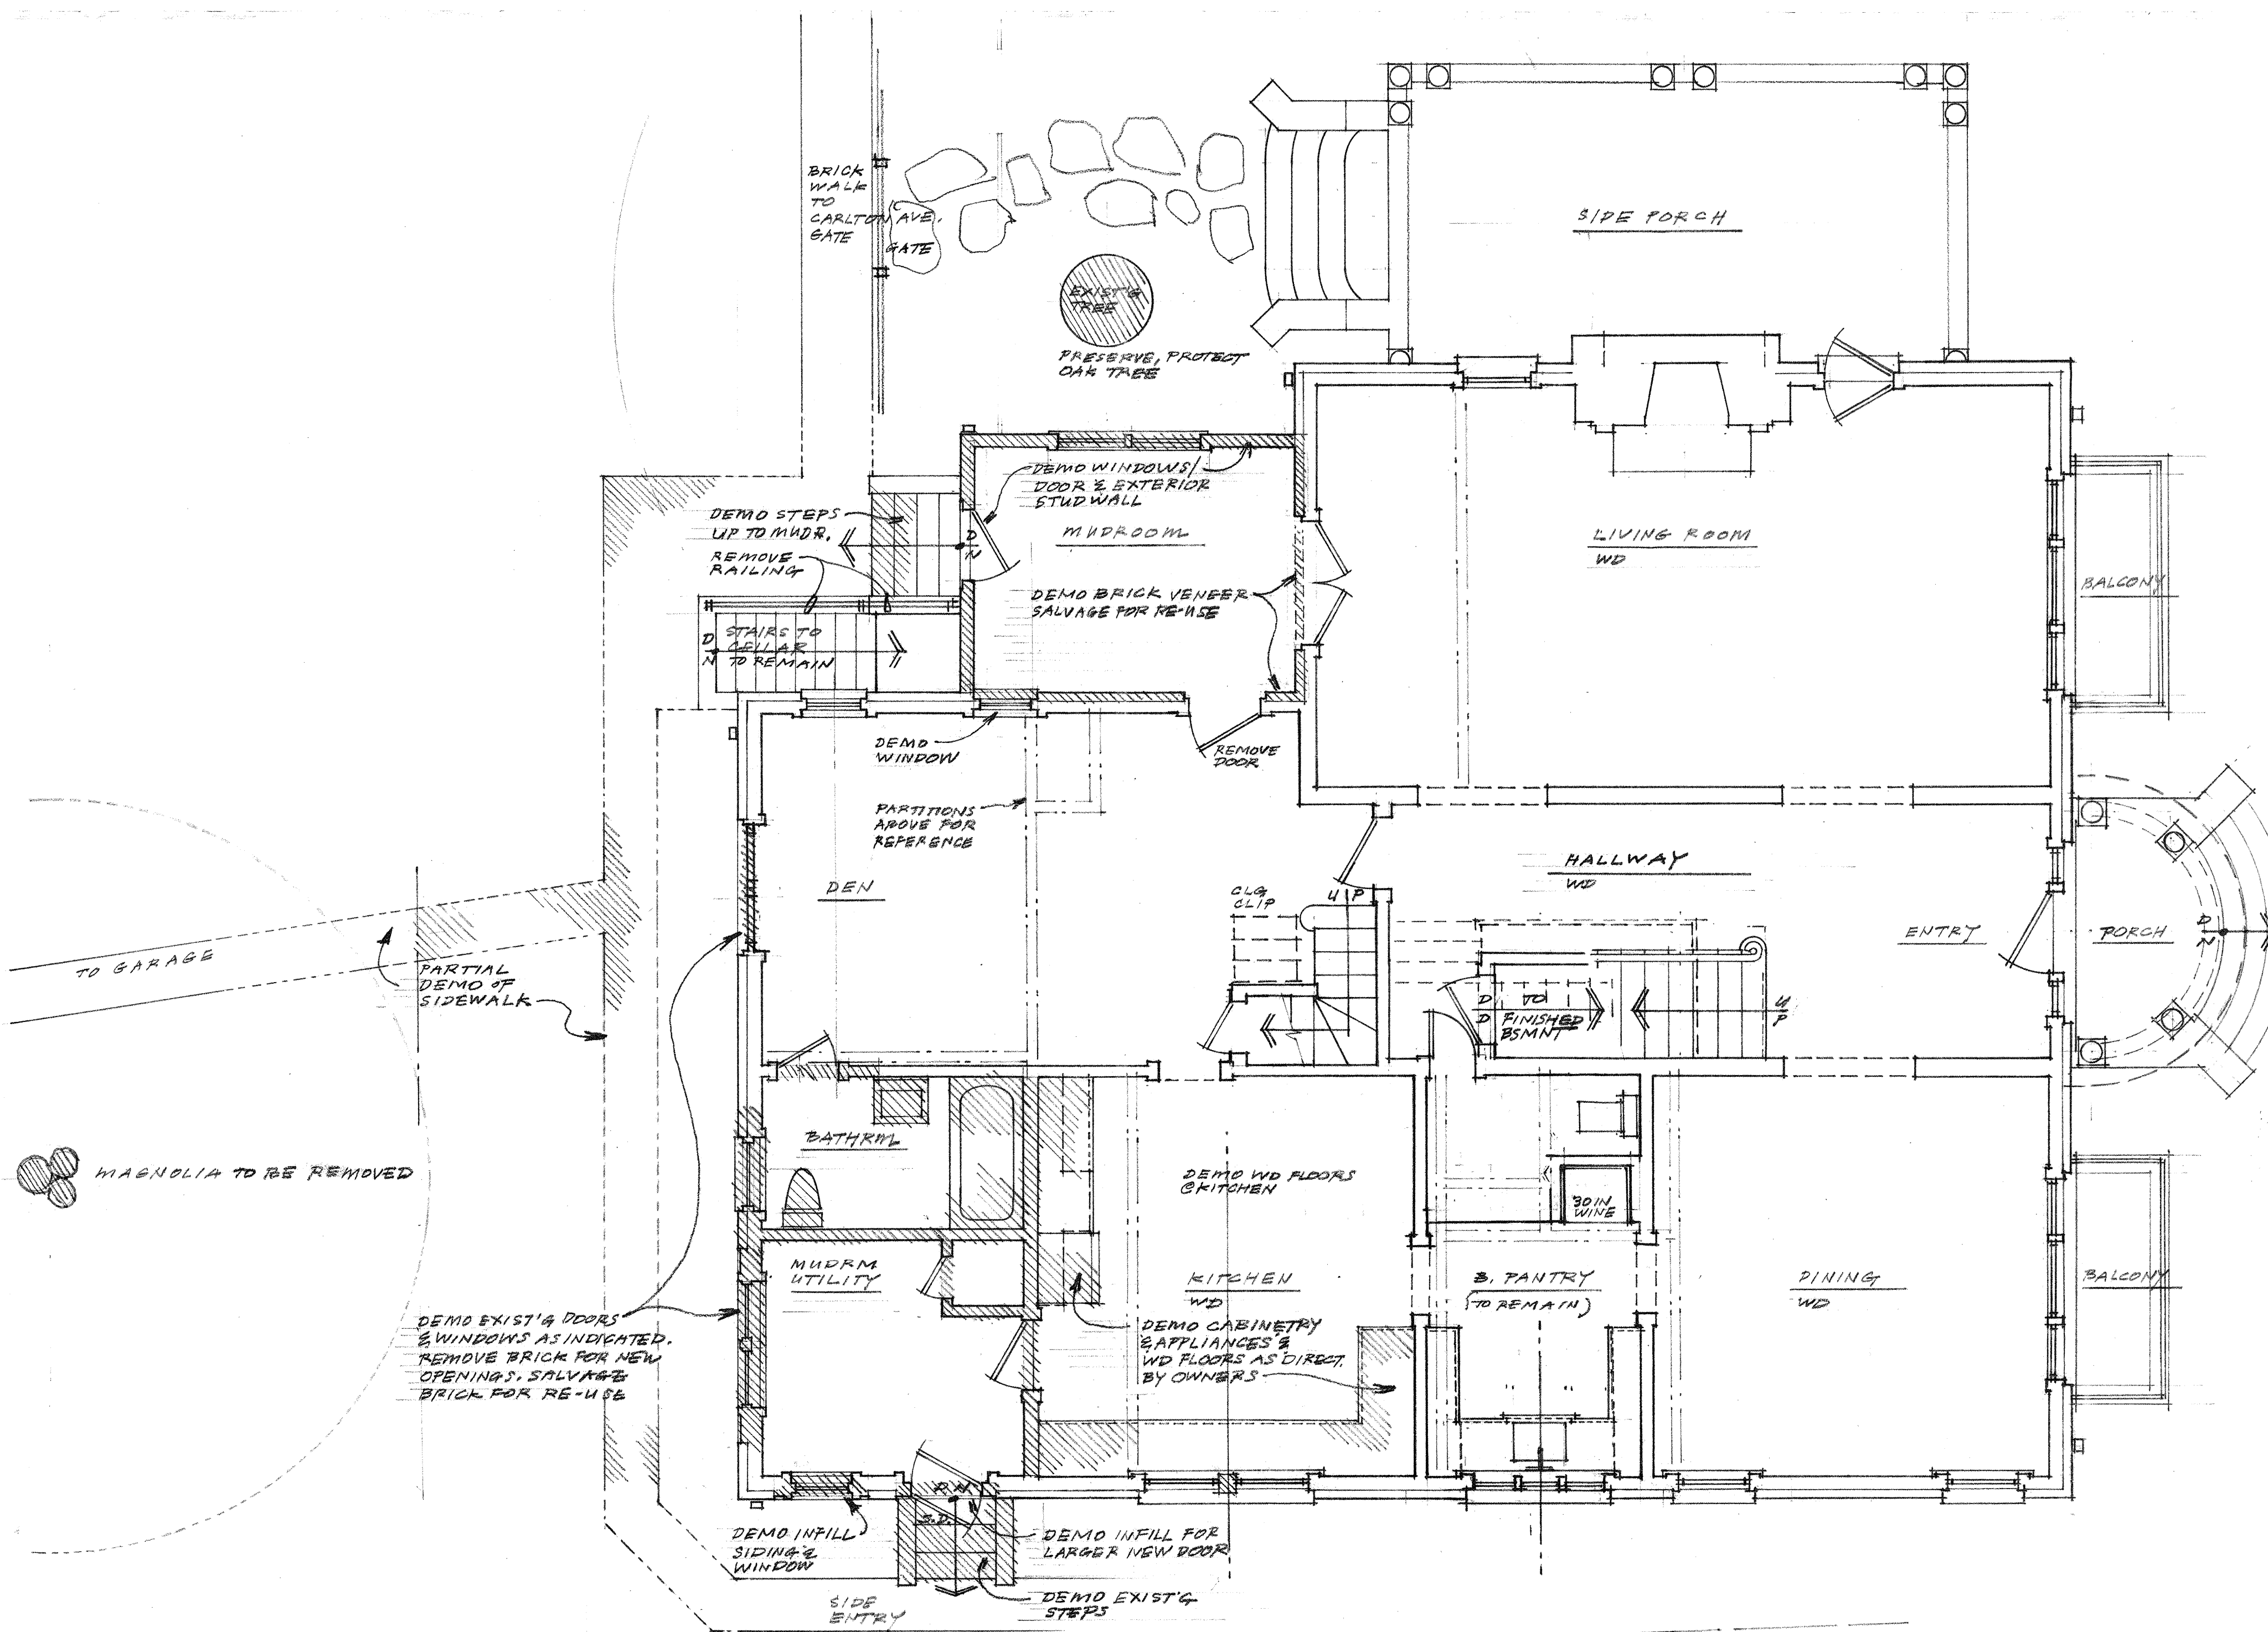 BRICK
WALK
TO
CARLTON AVE.
GATE
GATE
SIDE PORCH
EXIST'G
TREE
PRESERVE, PROTECT
OAK TREE
DEMO WINDOWS/
DOOR & EXTERIOR
STUD WALL
DEMO STEPS
UP TO MUDR.
REMOVE
RAILING
DN
MUDROOM
LIVING ROOM
WD
BALCONY
DEMO BRICK VENEER
SALVAGE FOR RE-USE
DN
STAIRS TO
CELLAR
TO REMAIN
DEMO
WINDOW
REMOVE
DOOR
PARTITIONS
ABOVE FOR
REFERENCE
DEN
CLG
CLIP
UP
HALLWAY
WD
ENTRY
PORCH
DN
TO GARAGE
PARTIAL
DEMO OF
SIDEWALK
TO
FINISHED
BSMNT
UP
BATHRM
MAGNOLIA TO BE REMOVED
DEMO WD FLOORS
@ KITCHEN
30 IN
WINE
MUDRM
UTILITY
KITCHEN
WD
B. PANTRY
(TO REMAIN)
DINING
WD
BALCONY
DEMO EXIST'G DOORS
& WINDOWS AS INDICATED.
REMOVE BRICK FOR NEW
OPENINGS. SALVAGE
BRICK FOR RE-USE
DEMO CABINETRY
& APPLIANCES &
WD FLOORS AS DIRECT.
BY OWNERS
DN
S.D.
DEMO INFILL
SIDING &
WINDOW
DEMO INFILL FOR
LARGER NEW DOOR
DEMO EXIST'G
STEPS
SIDE
ENTRY